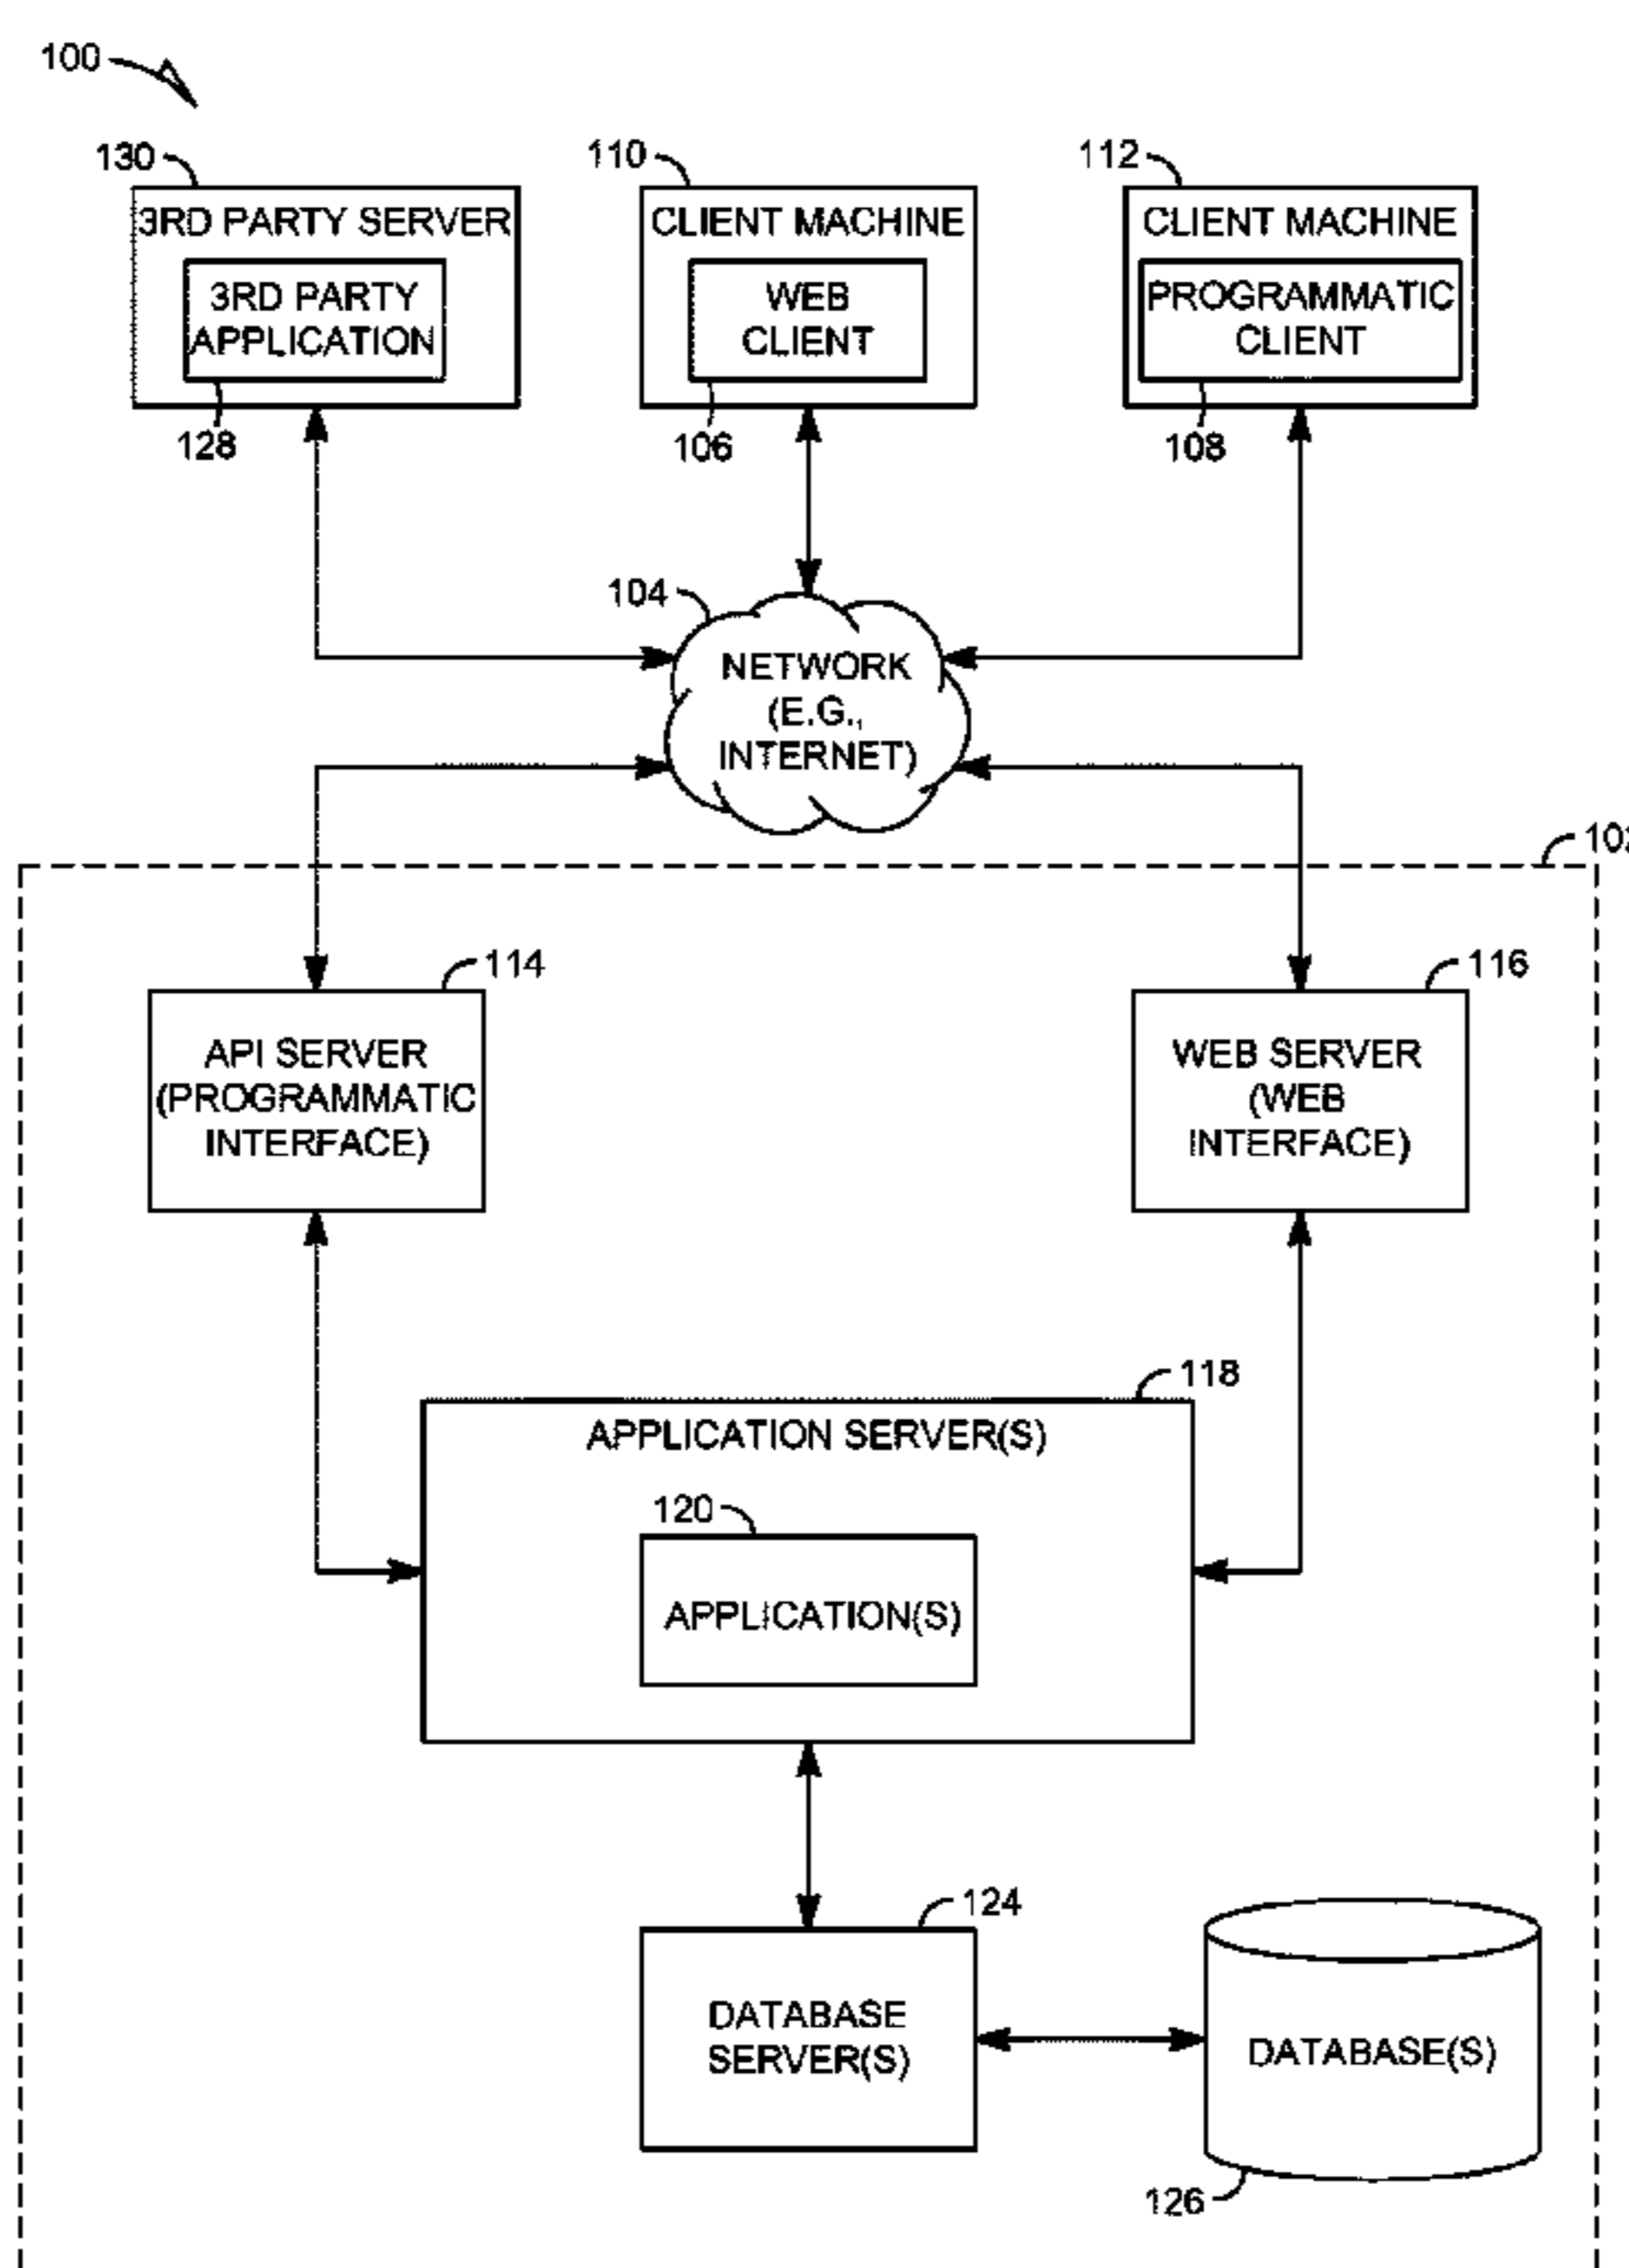 100
130
110
112
3RD PARTY SERVER
CLIENT MACHINE
CLIENT MACHINE
3RD PARTY
APPLICATION
WEB
CLIENT
PROGRAMMATIC
CLIENT
128
106
108
104
NETWORK
(E.G.,
INTERNET)
102
114
116
API SERVER
(PROGRAMMATIC
INTERFACE)
WEB SERVER
(WEB
INTERFACE)
118
APPLICATION SERVER(S)
120
APPLICATION(S)
124
DATABASE
SERVER(S)
DATABASE(S)
126